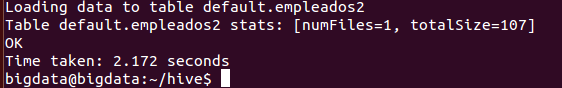 Loading data to table default.empleados2
Table default.empleados2 stats: [numFiles=1, totalSize=107]
OK
Time taken: 2.172 seconds
bigdata@bigdata:~/hive$